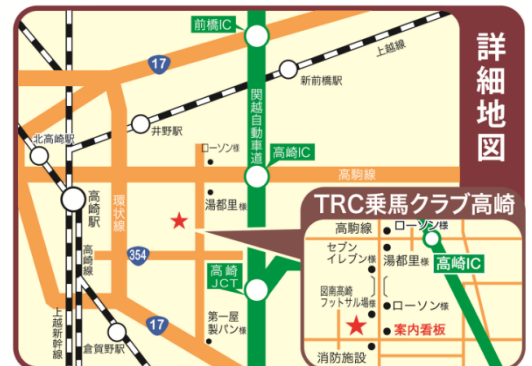 前橋IC
17
上越線
詳細地図
新前橋駅
関越自動車道
井野駅
北高崎駅
ローソン様
高崎IC
高駒線
高崎駅
環状線
湯都里様
TRC乗馬クラブ高崎
高駒線
ローソン様
セブン
イレブン様
湯都里様
高崎IC
高崎線
354
高崎
JCT
図南高崎
フットサル場様
ローソン様
案内看板
消防施設
上越新幹線
17
倉賀野駅
第一屋
製パン様